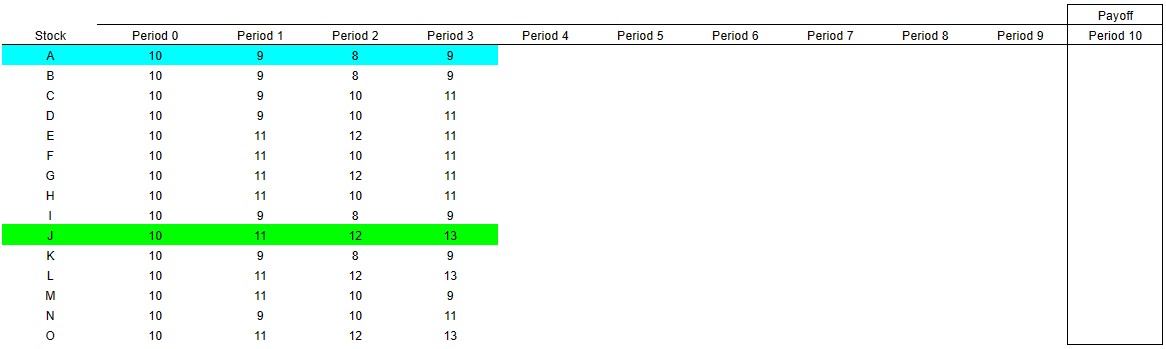 Payoff
Stock Period 0 Period 1 Period 2 Period 3 Period 4 Period 5 Period 6 Period 7 Period 8 Period 9 Period 10
A 10 9 8 9
B 10 9 8 9
C 10 9 10 11
D 10 9 10 11
E 10 11 12 11
F 10 11 10 11
G 10 11 12 11
H 10 11 10 11
I 10 9 8 9
J 10 11 12 13
K 10 9 8 9
L 10 11 12 13
M 10 11 10 9
N 10 9 10 11
O 10 11 12 13